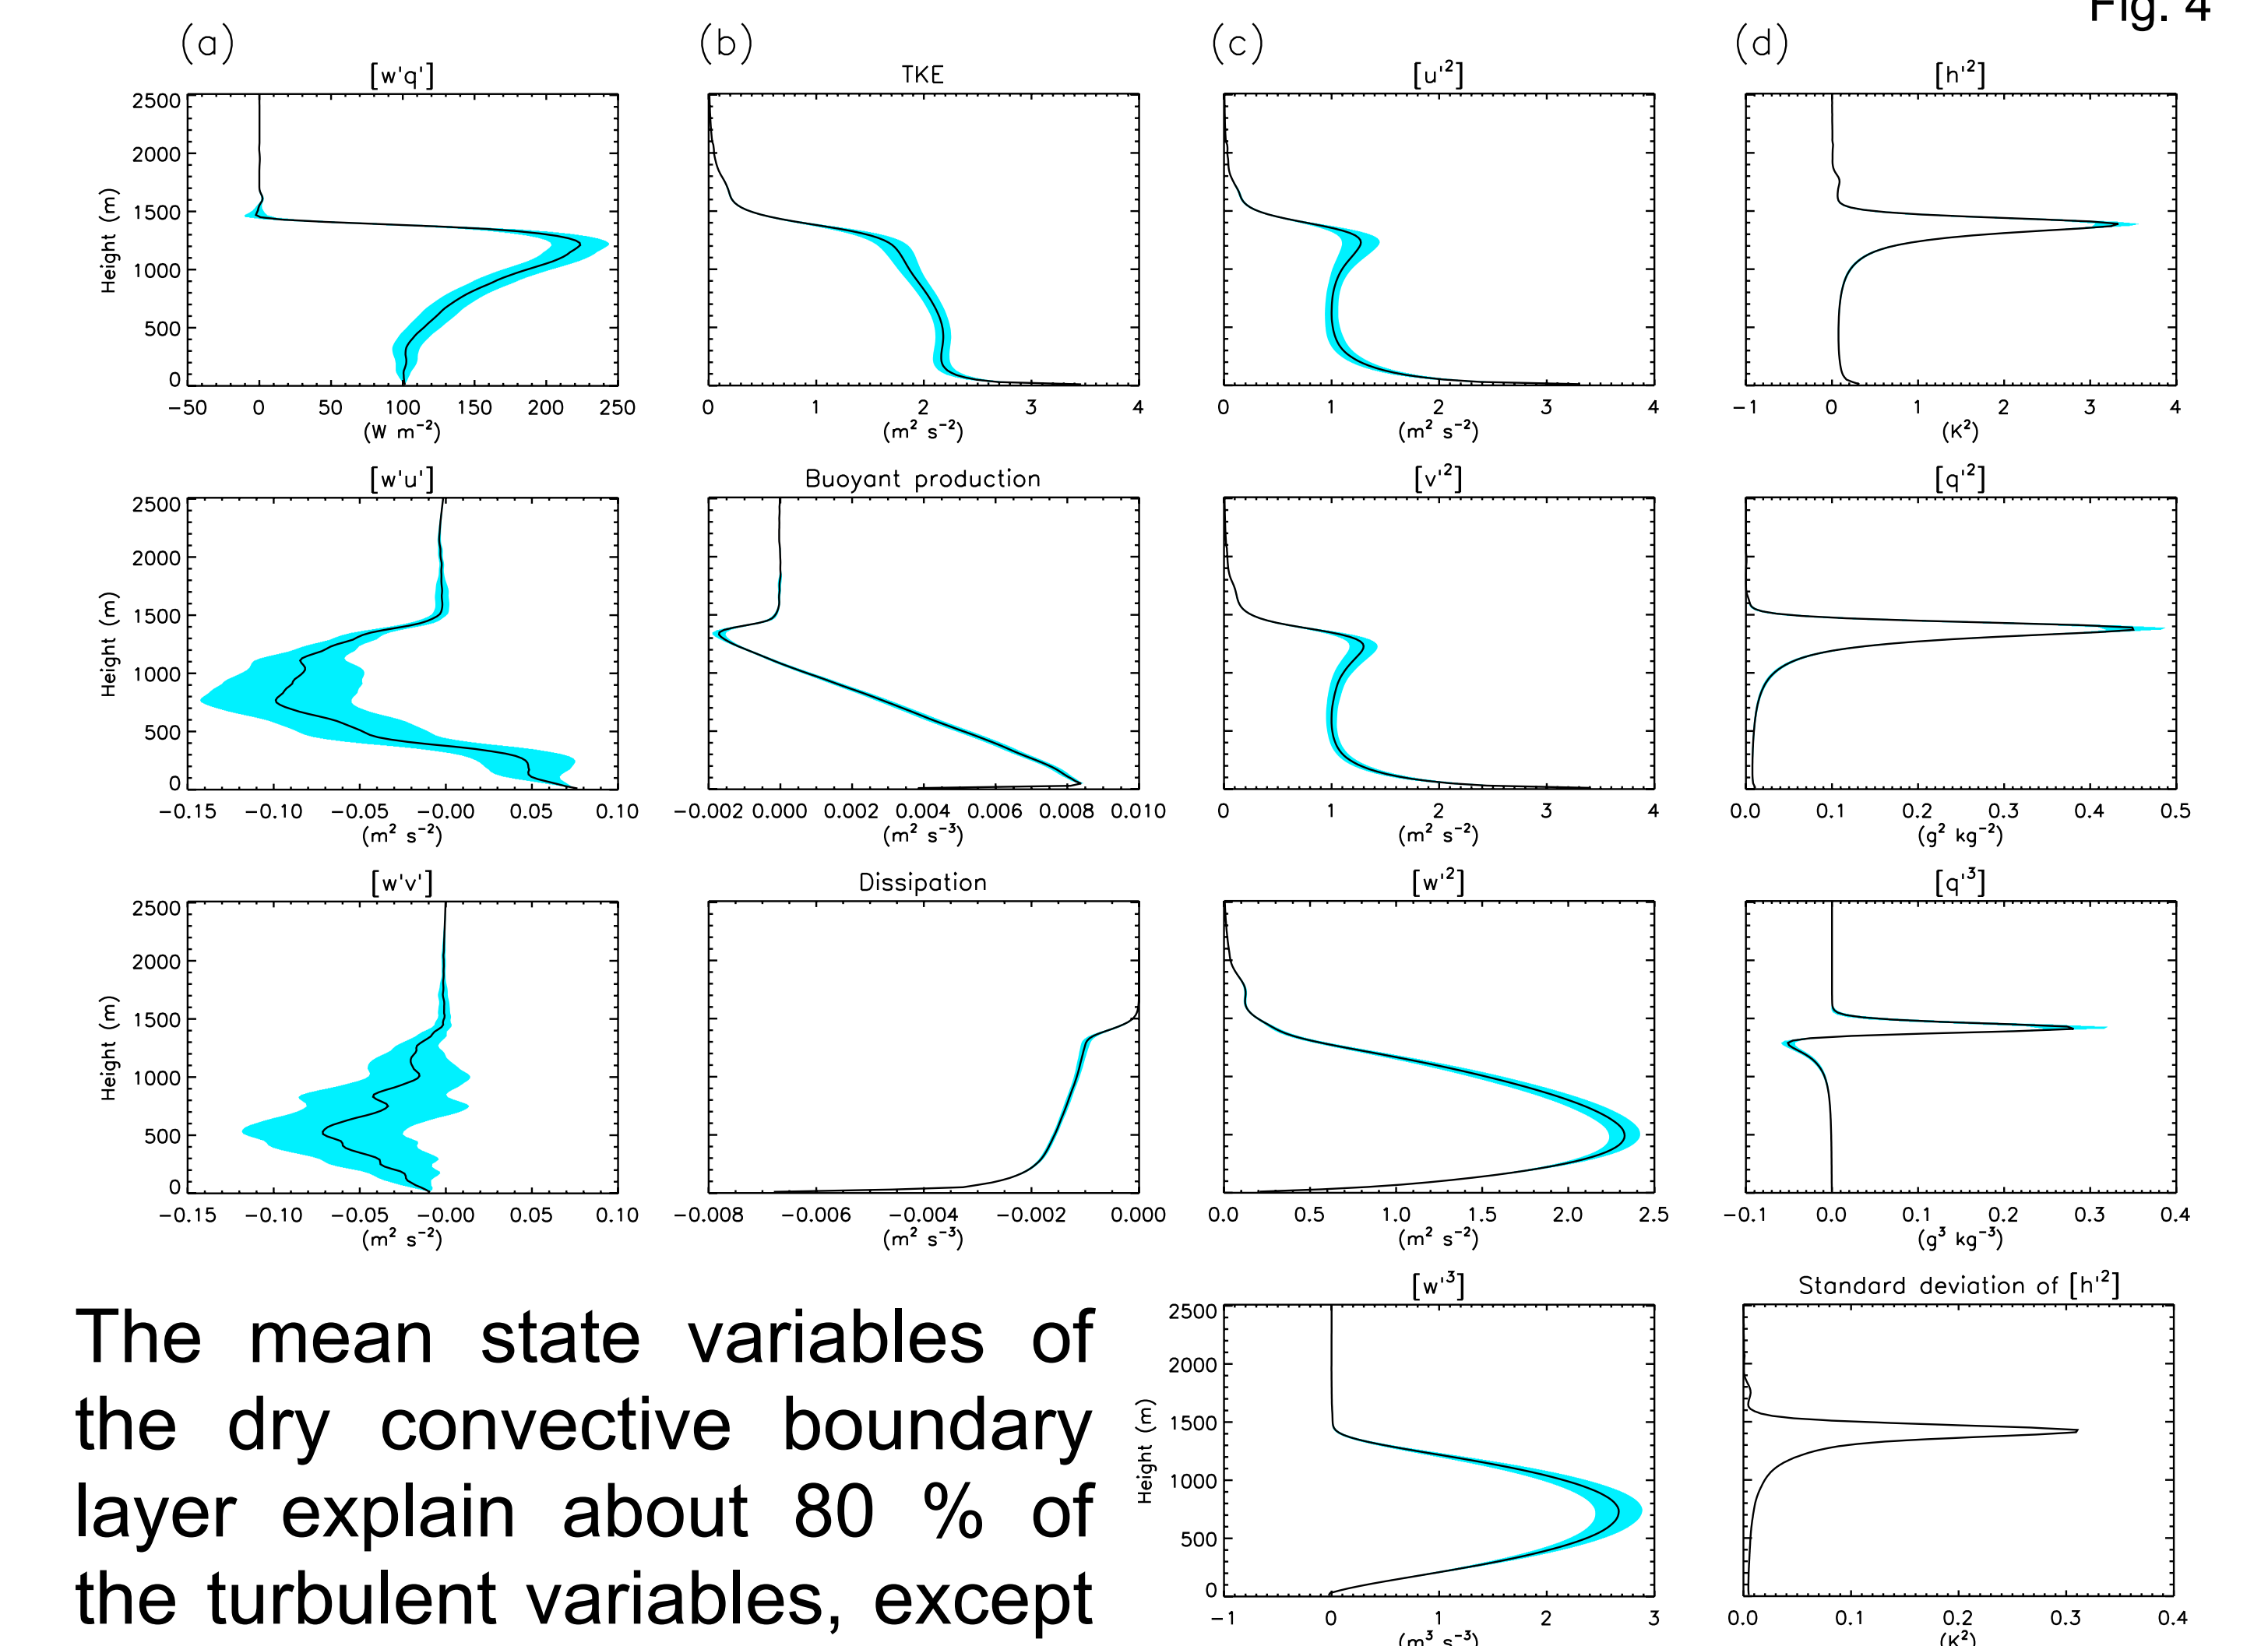 Fig. 4
(a) (b) (c) (d)
[w'q'] TKE [u'²] [h'²]
Height (m)
2500
2000
1500
1000
500
0
−50 0 50 100 150 200 250
(W m⁻²)
0 1 2 3 4
(m² s⁻²)
0 1 2 3 4
(m² s⁻²)
−1 0 1 2 3 4
(K²)
[w'u'] Buoyant production [v'²] [q'²]
Height (m)
2500
2000
1500
1000
500
0
−0.15 −0.10 −0.05 −0.00 0.05 0.10
(m² s⁻²)
−0.002 0.000 0.002 0.004 0.006 0.008 0.010
(m² s⁻³)
0 1 2 3 4
(m² s⁻²)
0.0 0.1 0.2 0.3 0.4 0.5
(g² kg⁻²)
[w'v'] Dissipation [w'²] [q'³]
Height (m)
2500
2000
1500
1000
500
0
−0.15 −0.10 −0.05 −0.00 0.05 0.10
(m² s⁻²)
−0.008 −0.006 −0.004 −0.002 0.000
(m² s⁻³)
0.0 0.5 1.0 1.5 2.0 2.5
(m² s⁻²)
−0.1 0.0 0.1 0.2 0.3 0.4
(g³ kg⁻³)
[w'³] Standard deviation of [h'²]
Height (m)
2500
2000
1500
1000
500
0
−1 0 1 2 3
(m³ s⁻³)
0.0 0.1 0.2 0.3 0.4
(K²)
The mean state variables of
the dry convective boundary
layer explain about 80 % of
the turbulent variables, except